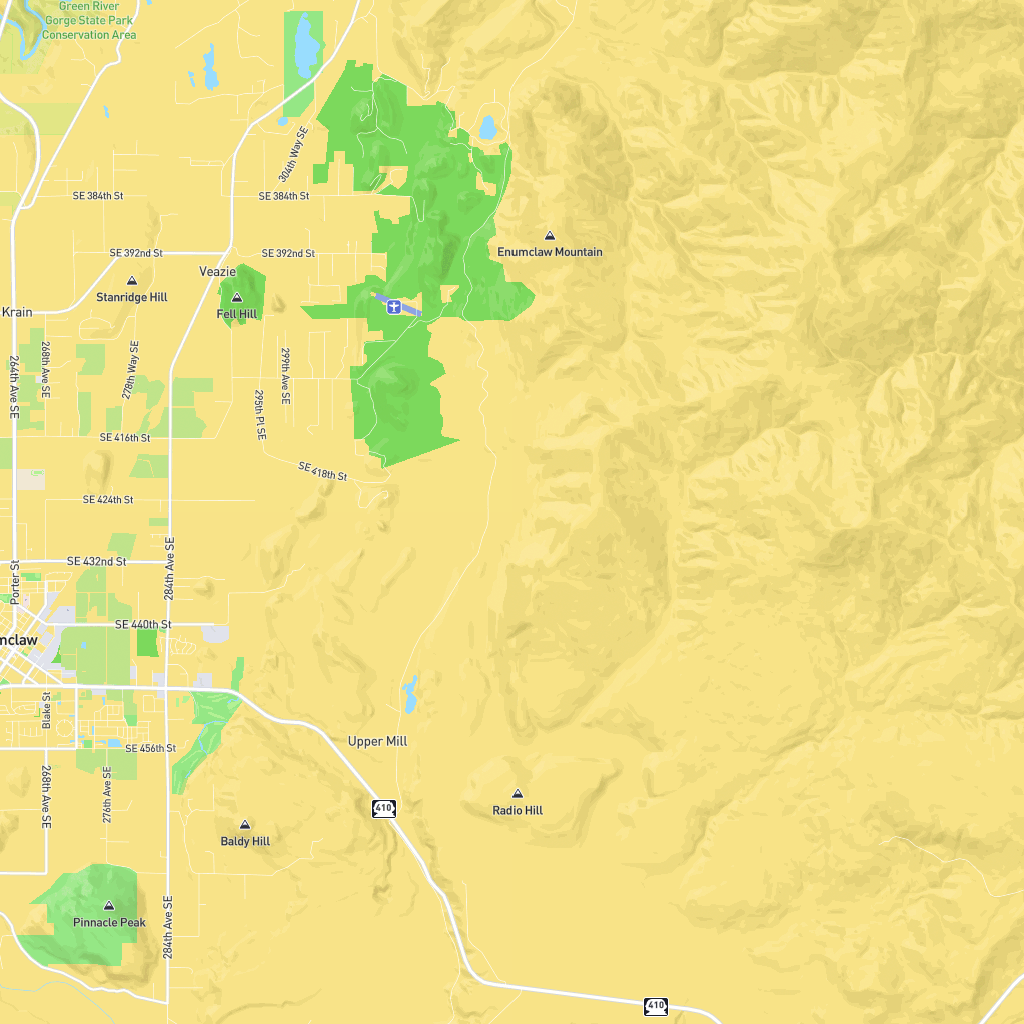 Green River
Gorge State Park
Conservation Area
304th Way SE
SE 384th St
SE 384th St
Enumclaw Mountain
SE 392nd St
SE 392nd St
Veazie
Stanridge Hill
Fell Hill
Krain
264th Ave SE
268th Ave SE
278th Way SE
299th Ave SE
295th Pl SE
SE 416th St
SE 418th St
SE 424th St
SE 432nd St
284th Ave SE
Porter St
SE 440th St
mclaw
Blake St
SE 456th St
Upper Mill
268th Ave SE
276th Ave SE
410
Radio Hill
Baldy Hill
Pinnacle Peak
284th Ave SE
410